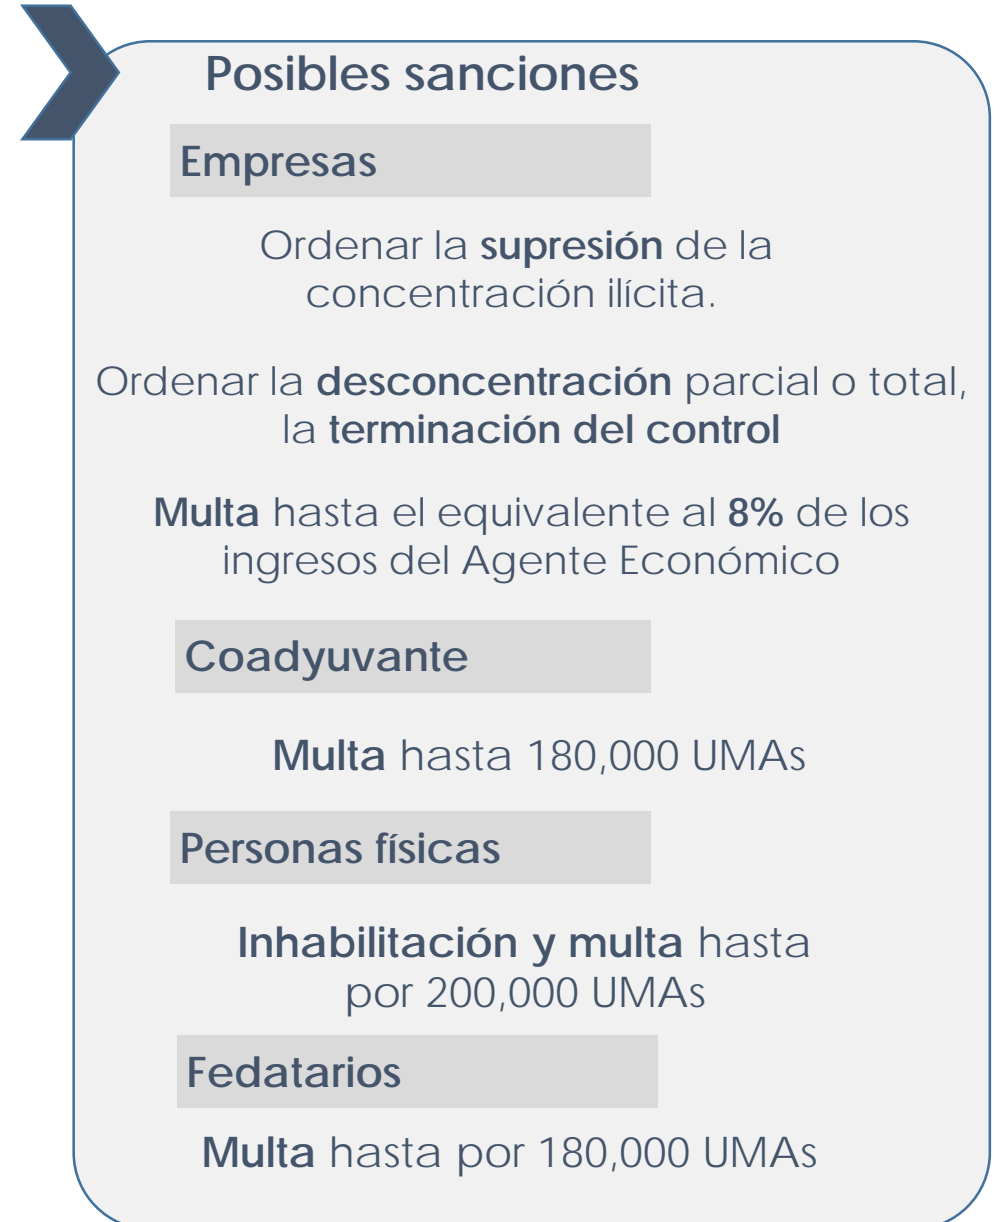 Posibles sanciones
Empresas
Ordenar la supresión de la
concentración ilícita.
Ordenar la desconcentración parcial o total,
la terminación del control
Multa hasta el equivalente al 8% de los
ingresos del Agente Económico
Coadyuvante
Multa hasta 180,000 UMAs
Personas físicas
Inhabilitación y multa hasta
por 200,000 UMAs
Fedatarios
Multa hasta por 180,000 UMAs